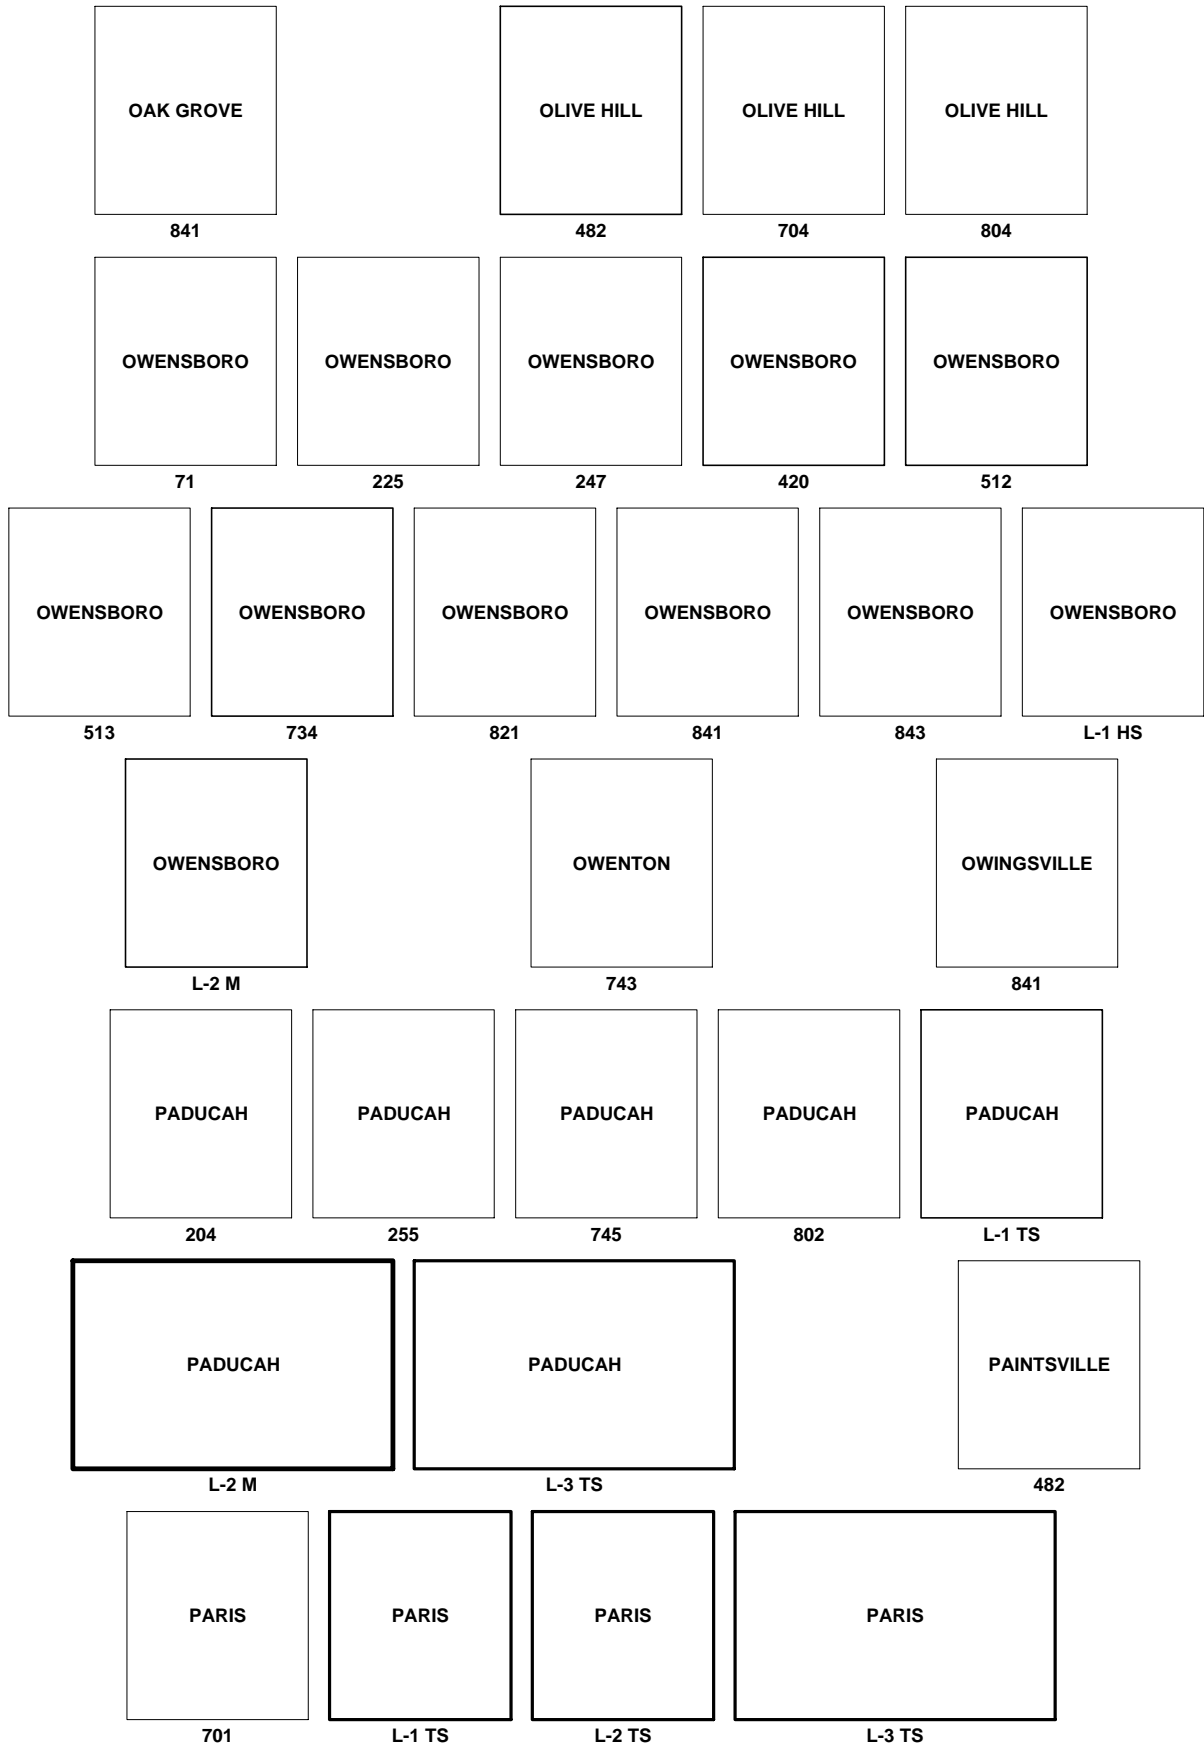 OAK GROVE OLIVE HILL OLIVE HILL OLIVE HILL
841 482 704 804
OWENSBORO OWENSBORO OWENSBORO OWENSBORO OWENSBORO
71 225 247 420 512
OWENSBORO OWENSBORO OWENSBORO OWENSBORO OWENSBORO OWENSBORO
513 734 821 841 843 L-1 HS
OWENSBORO OWENTON OWINGSVILLE
L-2 M 743 841
PADUCAH PADUCAH PADUCAH PADUCAH PADUCAH
204 255 745 802 L-1 TS
PADUCAH PADUCAH PAINTSVILLE
L-2 M L-3 TS 482
PARIS PARIS PARIS PARIS
701 L-1 TS L-2 TS L-3 TS